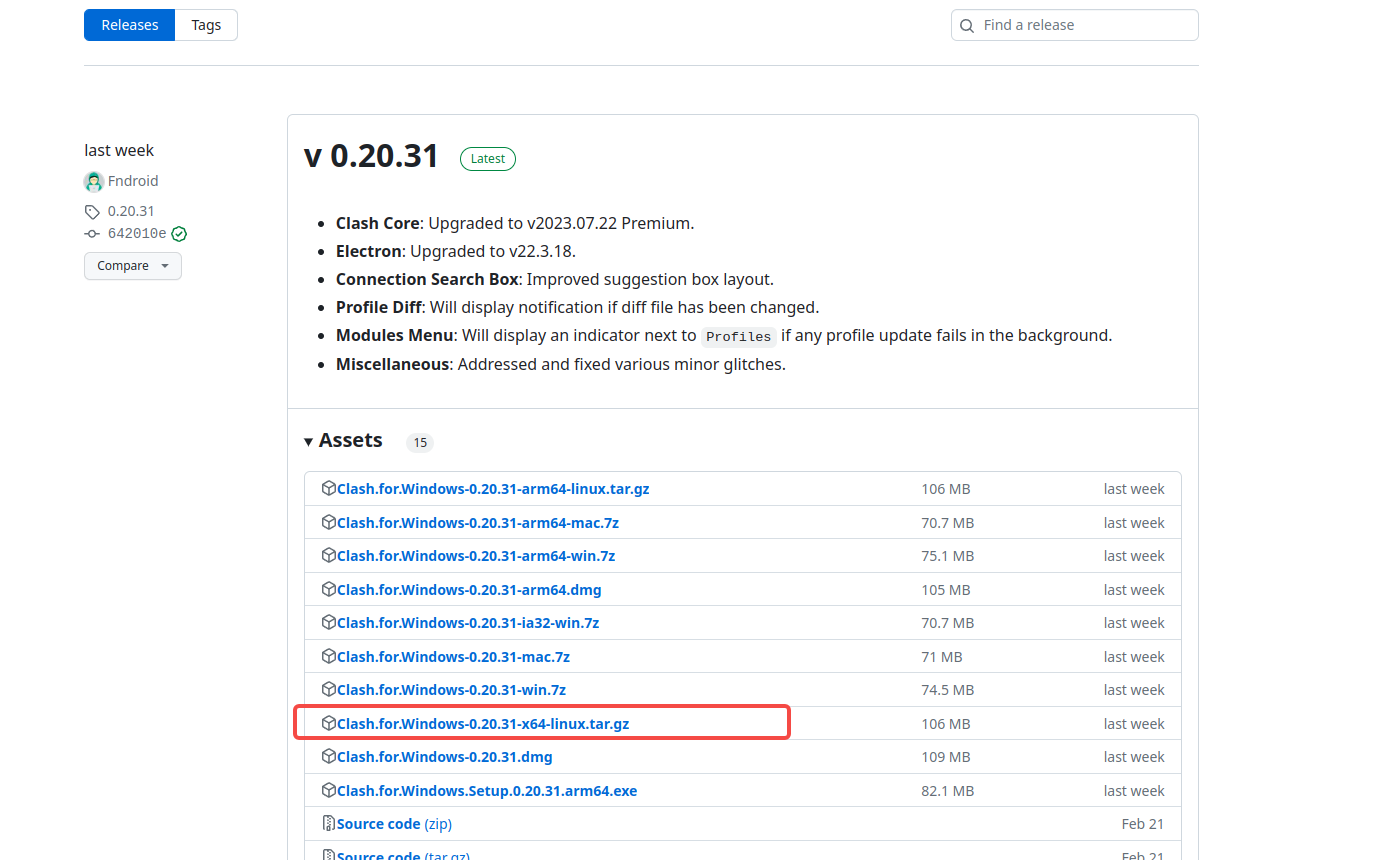 Releases Tags Find a release
last week
Fndroid
0.20.31
642010e
Compare
v 0.20.31 Latest
Clash Core: Upgraded to v2023.07.22 Premium.
Electron: Upgraded to v22.3.18.
Connection Search Box: Improved suggestion box layout.
Profile Diff: Will display notification if diff file has been changed.
Modules Menu: Will display an indicator next to Profiles if any profile update fails in the background.
Miscellaneous: Addressed and fixed various minor glitches.
Assets 15
Clash.for.Windows-0.20.31-arm64-linux.tar.gz 106 MB last week
Clash.for.Windows-0.20.31-arm64-mac.7z 70.7 MB last week
Clash.for.Windows-0.20.31-arm64-win.7z 75.1 MB last week
Clash.for.Windows-0.20.31-arm64.dmg 105 MB last week
Clash.for.Windows-0.20.31-ia32-win.7z 70.7 MB last week
Clash.for.Windows-0.20.31-mac.7z 71 MB last week
Clash.for.Windows-0.20.31-win.7z 74.5 MB last week
Clash.for.Windows-0.20.31-x64-linux.tar.gz 106 MB last week
Clash.for.Windows-0.20.31.dmg 109 MB last week
Clash.for.Windows.Setup.0.20.31.arm64.exe 82.1 MB last week
Source code (zip) Feb 21
Source code (tar.gz) Feb 21